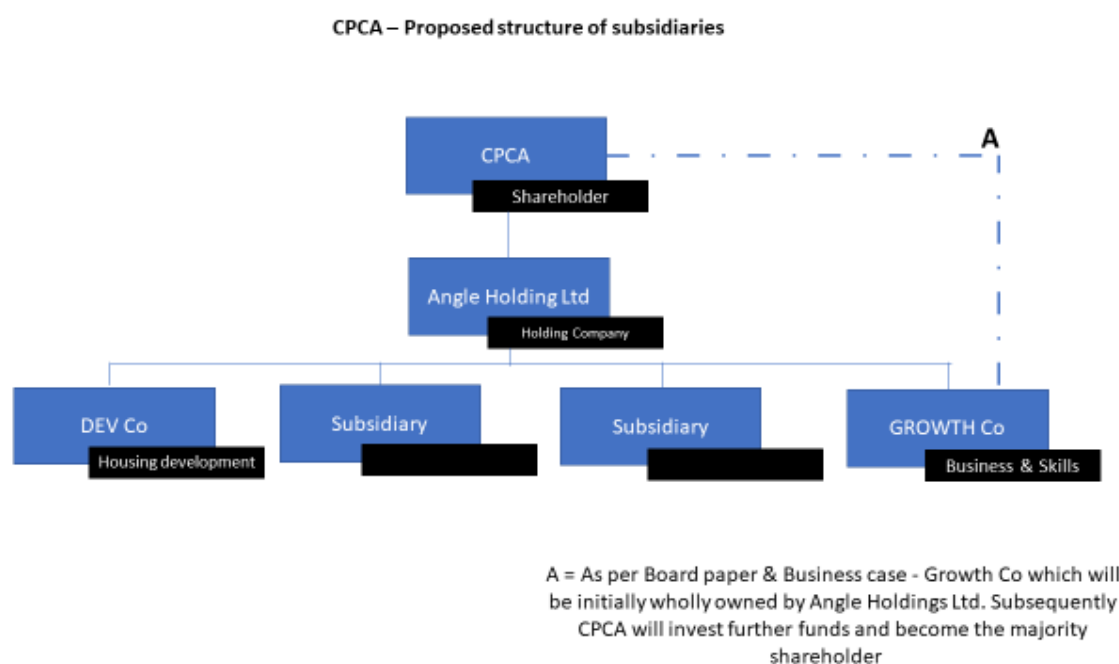 CPCA – Proposed structure of subsidiaries
A
CPCA
Shareholder
Angle Holding Ltd
Holding Company
DEV Co
Housing development
Subsidiary
Subsidiary
GROWTH Co
Business & Skills
A = As per Board paper & Business case - Growth Co which will
be initially wholly owned by Angle Holdings Ltd. Subsequently
CPCA will invest further funds and become the majority
shareholder